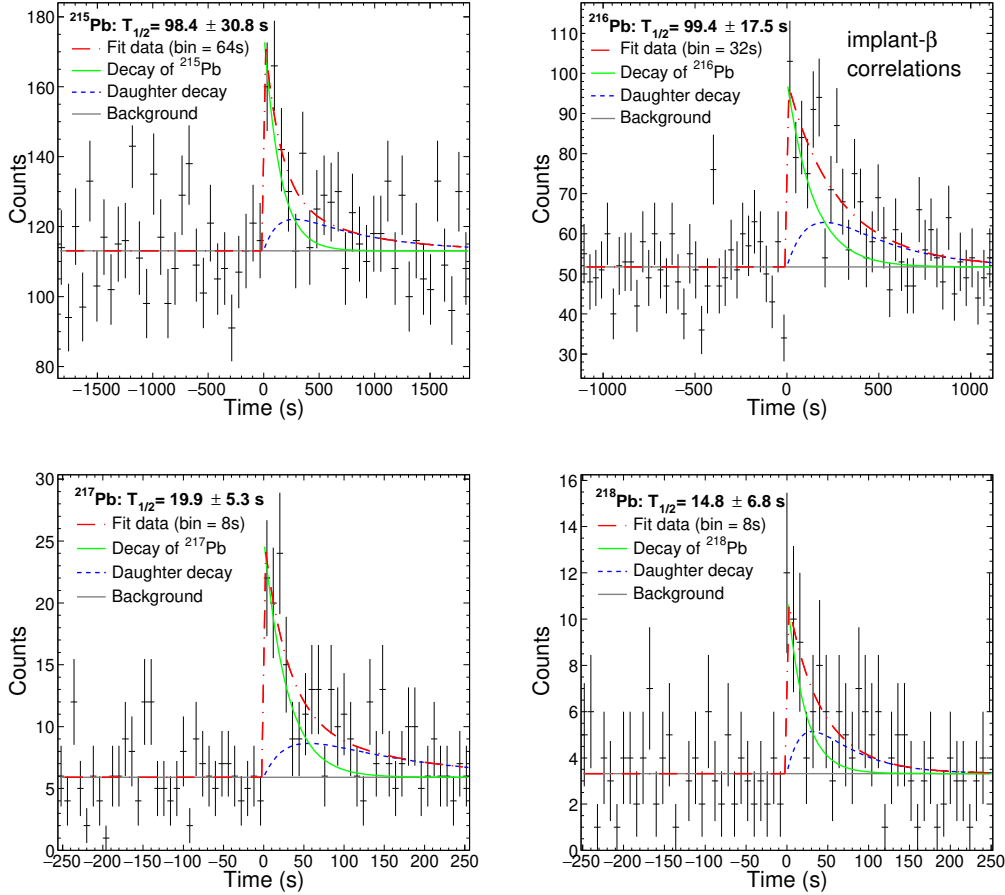 ²¹⁵Pb: T₁/₂= 98.4 ± 30.8 s
Fit data (bin = 64s)
Decay of ²¹⁵Pb
Daughter decay
Background
Counts
180
160
140
120
100
80
−1500 −1000 −500 0 500 1000 1500
Time (s)
²¹⁶Pb: T₁/₂= 99.4 ± 17.5 s
Fit data (bin = 32s)
Decay of ²¹⁶Pb
Daughter decay
Background
implant-β
correlations
Counts
110
100
90
80
70
60
50
40
30
−1000 −500 0 500 1000
Time (s)
²¹⁷Pb: T₁/₂= 19.9 ± 5.3 s
Fit data (bin = 8s)
Decay of ²¹⁷Pb
Daughter decay
Background
Counts
30
25
20
15
10
5
0
−250 −200 −150 −100 −50 0 50 100 150 200 250
Time (s)
²¹⁸Pb: T₁/₂= 14.8 ± 6.8 s
Fit data (bin = 8s)
Decay of ²¹⁸Pb
Daughter decay
Background
Counts
16
14
12
10
8
6
4
2
0
−250 −200 −150 −100 −50 0 50 100 150 200 250
Time (s)